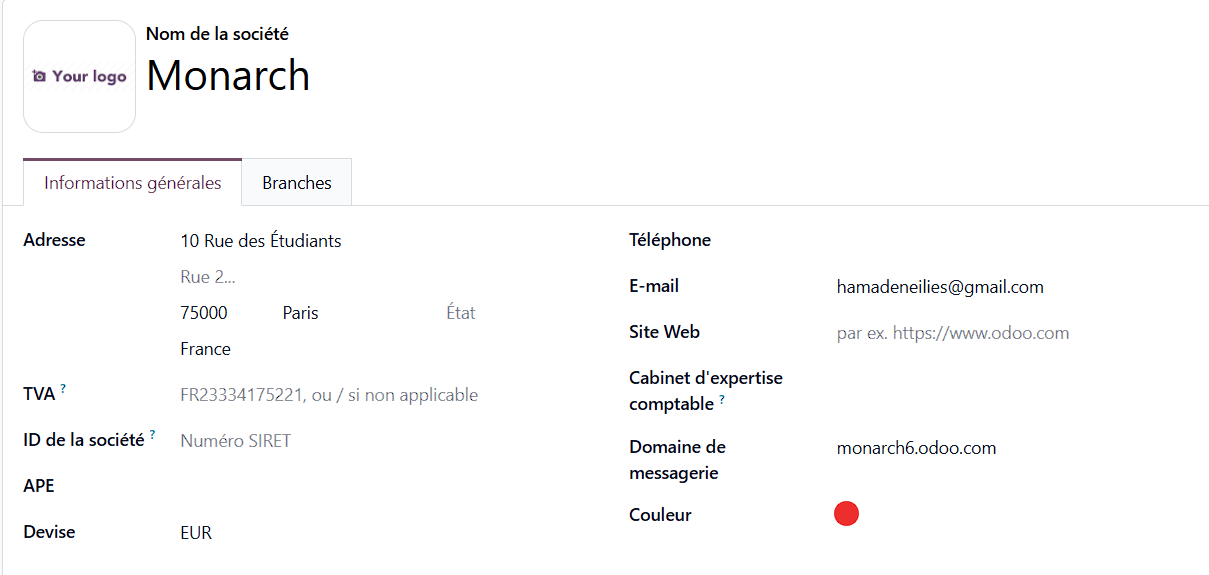 Your logo
Nom de la société
Monarch
Informations générales
Branches
Adresse
10 Rue des Étudiants
Rue 2...
75000 Paris État
France
TVA ?
FR23334175221, ou / si non applicable
ID de la société ?
Numéro SIRET
APE
Devise
EUR
Téléphone
E-mail
hamadeneilies@gmail.com
Site Web
par ex. https://www.odoo.com
Cabinet d'expertise
comptable ?
Domaine de
messagerie
monarch6.odoo.com
Couleur